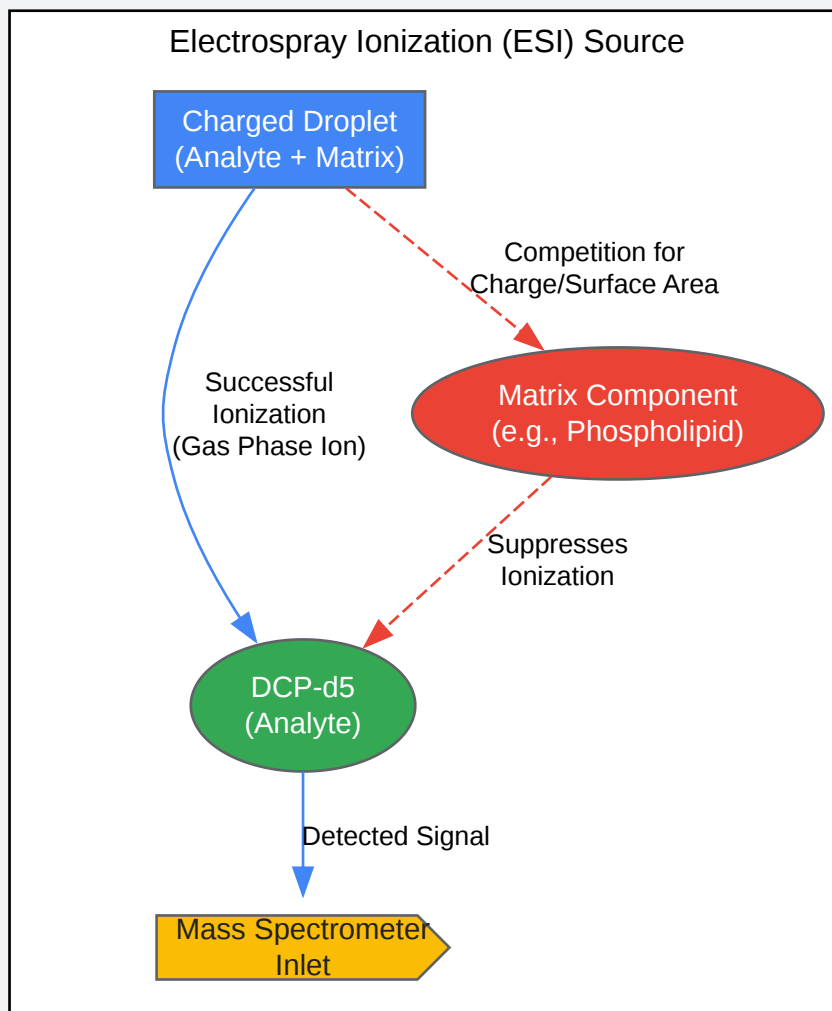 Electrospray Ionization (ESI) Source
Charged Droplet
(Analyte + Matrix)
Competition for
Charge/Surface Area
Successful
Ionization
(Gas Phase Ion)
Matrix Component
(e.g., Phospholipid)
Suppresses
Ionization
DCP-d5
(Analyte)
Detected Signal
Mass Spectrometer
Inlet